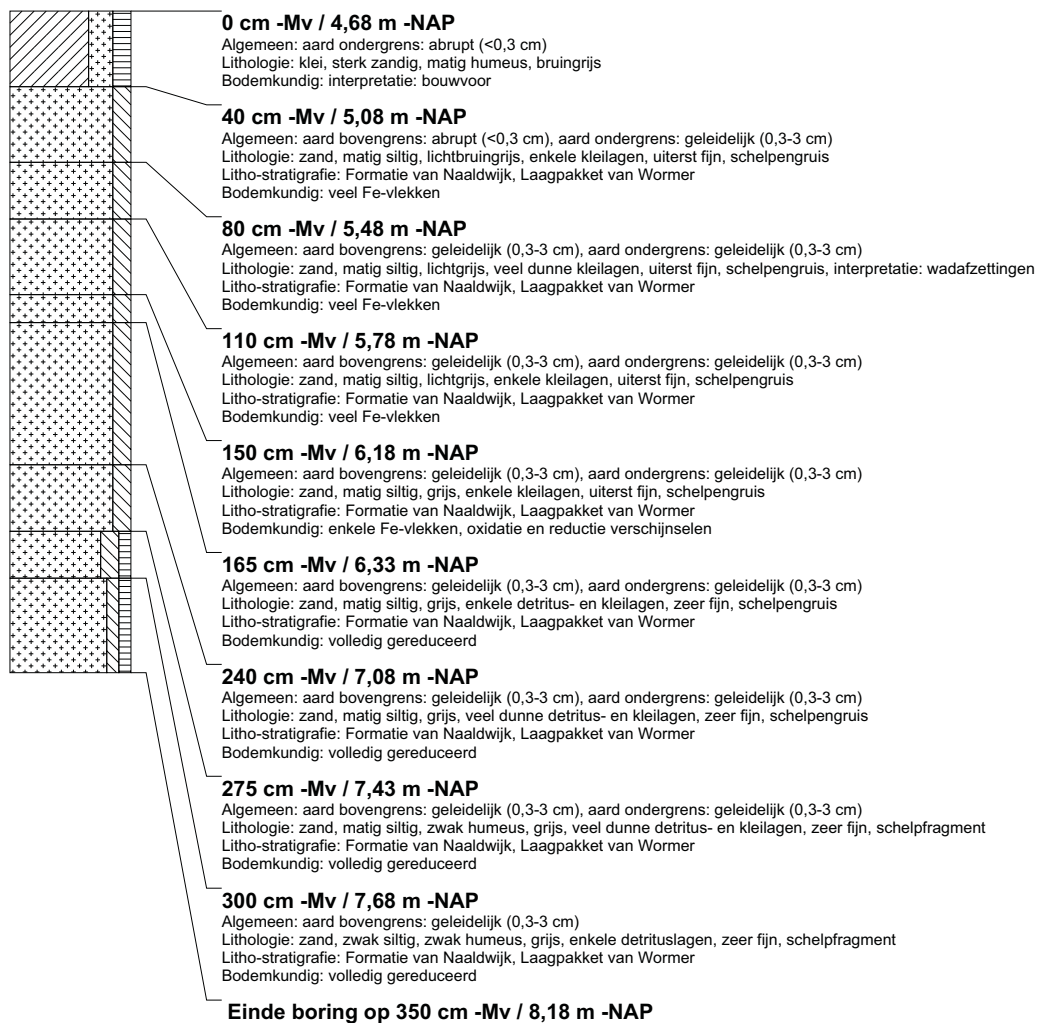 0 cm -Mv / 4,68 m -NAP
Algemeen: aard ondergrens: abrupt (<0,3 cm)
Lithologie: klei, sterk zandig, matig humeus, bruingrijs
Bodemkundig: interpretatie: bouwvoor
40 cm -Mv / 5,08 m -NAP
Algemeen: aard bovengrens: abrupt (<0,3 cm), aard ondergrens: geleidelijk (0,3-3 cm)
Lithologie: zand, matig siltig, lichtbruingrijs, enkele kleilagen, uiterst fijn, schelpengruis
Litho-stratigrafie: Formatie van Naaldwijk, Laagpakket van Wormer
Bodemkundig: veel Fe-vlekken
80 cm -Mv / 5,48 m -NAP
Algemeen: aard bovengrens: geleidelijk (0,3-3 cm), aard ondergrens: geleidelijk (0,3-3 cm)
Lithologie: zand, matig siltig, lichtgrijs, veel dunne kleilagen, uiterst fijn, schelpengruis, interpretatie: wadafzettingen
Litho-stratigrafie: Formatie van Naaldwijk, Laagpakket van Wormer
Bodemkundig: veel Fe-vlekken
110 cm -Mv / 5,78 m -NAP
Algemeen: aard bovengrens: geleidelijk (0,3-3 cm), aard ondergrens: geleidelijk (0,3-3 cm)
Lithologie: zand, matig siltig, lichtgrijs, enkele kleilagen, uiterst fijn, schelpengruis
Litho-stratigrafie: Formatie van Naaldwijk, Laagpakket van Wormer
Bodemkundig: veel Fe-vlekken
150 cm -Mv / 6,18 m -NAP
Algemeen: aard bovengrens: geleidelijk (0,3-3 cm), aard ondergrens: geleidelijk (0,3-3 cm)
Lithologie: zand, matig siltig, grijs, enkele kleilagen, uiterst fijn, schelpengruis
Litho-stratigrafie: Formatie van Naaldwijk, Laagpakket van Wormer
Bodemkundig: enkele Fe-vlekken, oxidatie en reductie verschijnselen
165 cm -Mv / 6,33 m -NAP
Algemeen: aard bovengrens: geleidelijk (0,3-3 cm), aard ondergrens: geleidelijk (0,3-3 cm)
Lithologie: zand, matig siltig, grijs, enkele detritus- en kleilagen, zeer fijn, schelpengruis
Litho-stratigrafie: Formatie van Naaldwijk, Laagpakket van Wormer
Bodemkundig: volledig gereduceerd
240 cm -Mv / 7,08 m -NAP
Algemeen: aard bovengrens: geleidelijk (0,3-3 cm), aard ondergrens: geleidelijk (0,3-3 cm)
Lithologie: zand, matig siltig, grijs, veel dunne detritus- en kleilagen, zeer fijn, schelpengruis
Litho-stratigrafie: Formatie van Naaldwijk, Laagpakket van Wormer
Bodemkundig: volledig gereduceerd
275 cm -Mv / 7,43 m -NAP
Algemeen: aard bovengrens: geleidelijk (0,3-3 cm), aard ondergrens: geleidelijk (0,3-3 cm)
Lithologie: zand, matig siltig, zwak humeus, grijs, veel dunne detritus- en kleilagen, zeer fijn, schelpfragment
Litho-stratigrafie: Formatie van Naaldwijk, Laagpakket van Wormer
Bodemkundig: volledig gereduceerd
300 cm -Mv / 7,68 m -NAP
Algemeen: aard bovengrens: geleidelijk (0,3-3 cm)
Lithologie: zand, zwak siltig, zwak humeus, grijs, enkele detrituslagen, zeer fijn, schelpfragment
Litho-stratigrafie: Formatie van Naaldwijk, Laagpakket van Wormer
Bodemkundig: volledig gereduceerd
Einde boring op 350 cm -Mv / 8,18 m -NAP